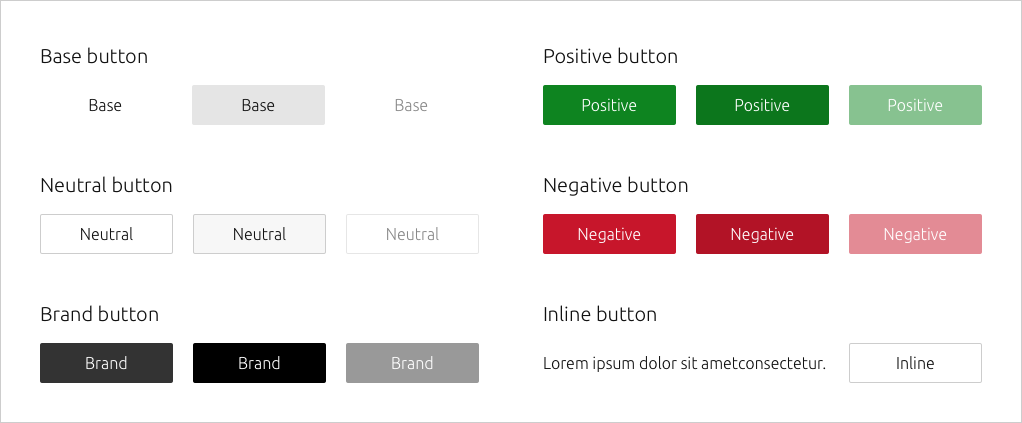 Base button
Base Base Base
Neutral button
Neutral Neutral Neutral
Brand button
Brand Brand Brand
Positive button
Positive Positive Positive
Negative button
Negative Negative Negative
Inline button
Lorem ipsum dolor sit ametconsectetur. Inline